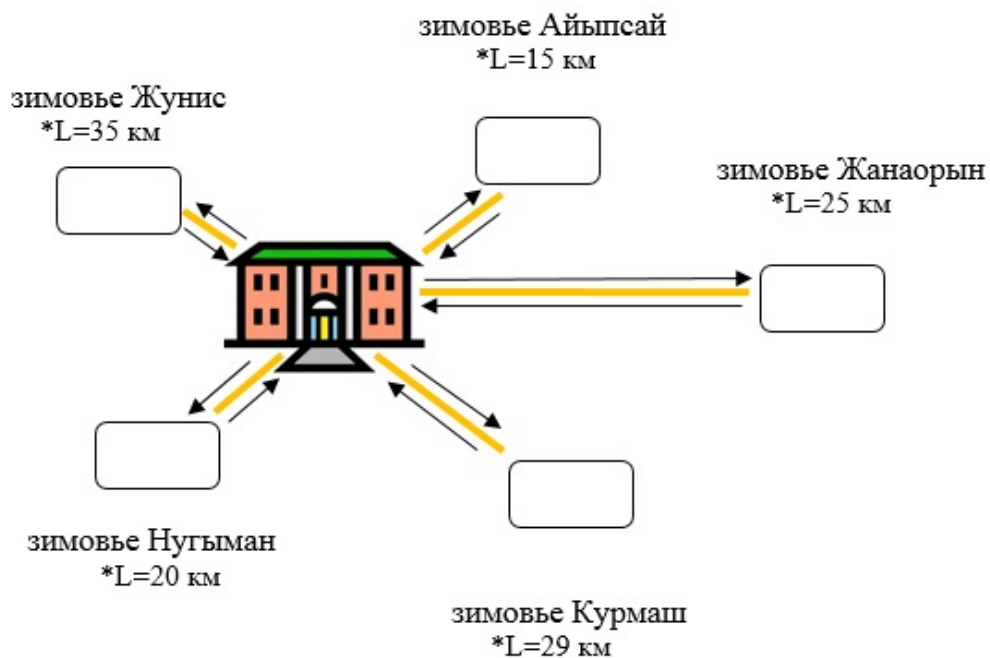 зимовье Айыпсай
*L=15 км
зимовье Жунис
*L=35 км
зимовье Жанаорын
*L=25 км
зимовье Нугыман
*L=20 км
зимовье Курмаш
*L=29 км